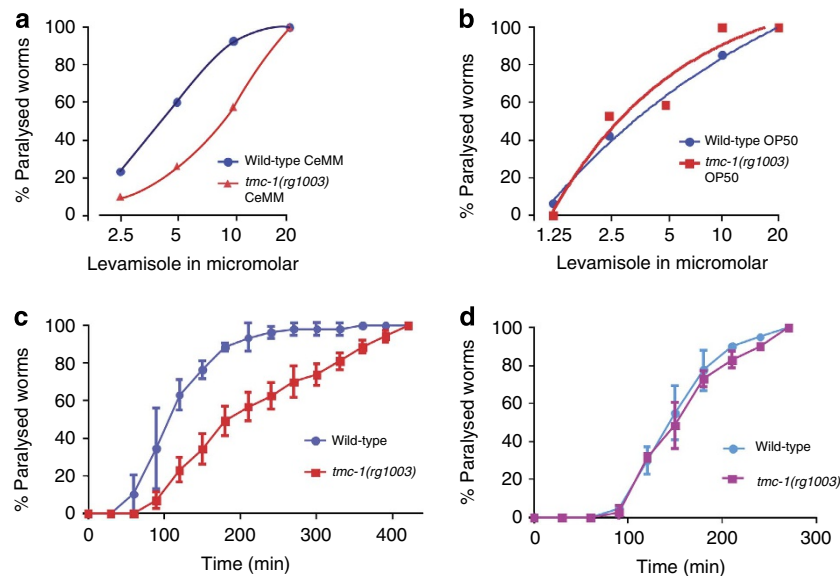 a
% Paralysed worms
100
80
60
40
20
0
2.5 5 10 20
Levamisole in micromolar
Wild-type CeMM
tmc-1(rg1003)
CeMM
b
% Paralysed worms
100
80
60
40
20
0
1.25 2.5 5 10 20
Levamisole in micromolar
Wild-type OP50
tmc-1(rg1003)
OP50
c
% Paralysed worms
100
80
60
40
20
0
0 100 200 300 400
Time (min)
Wild-type
tmc-1(rg1003)
d
% Paralysed worms
100
80
60
40
20
0
0 100 200 300
Time (min)
Wild-type
tmc-1(rg1003)